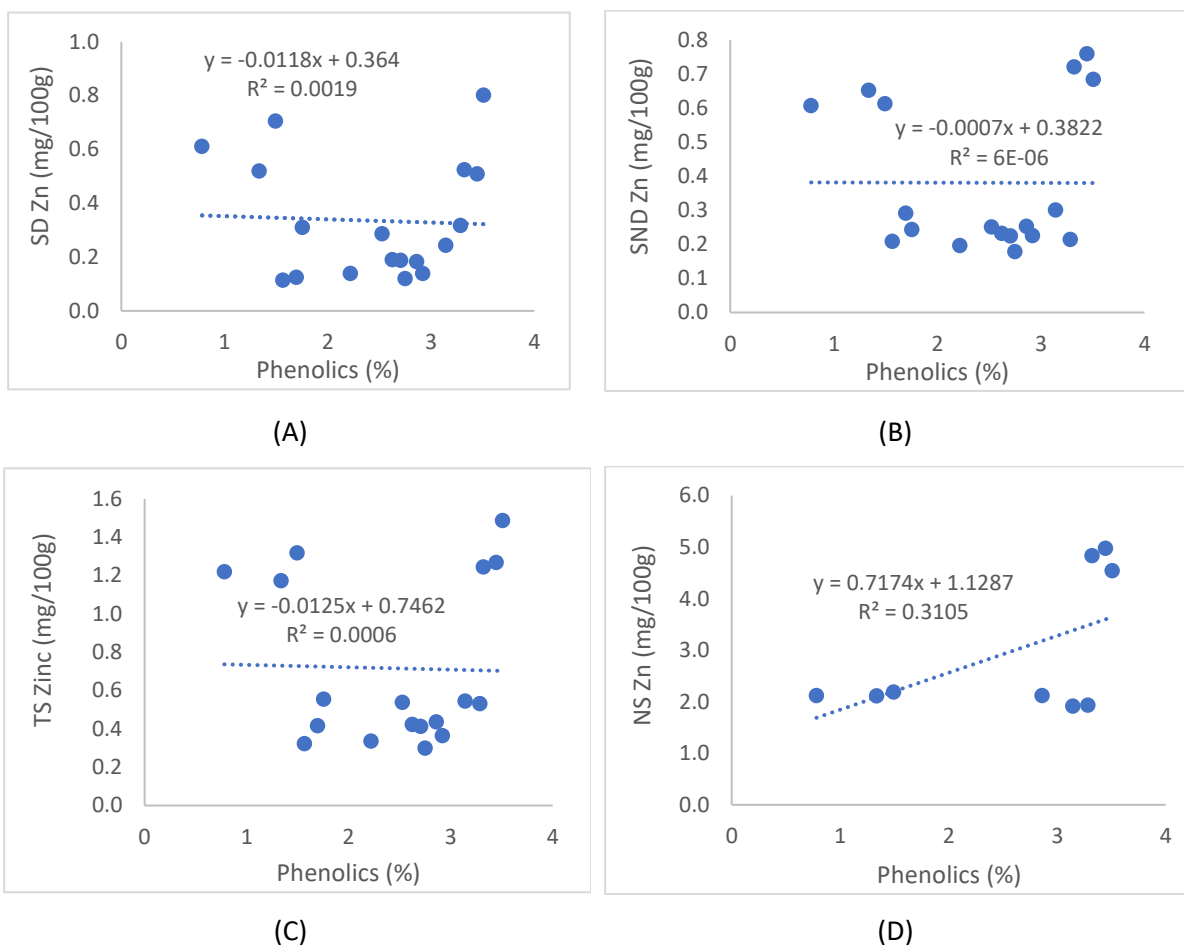 1.0
0.8
0.6
0.4
0.2
0.0
SD Zn (mg/100g)
y = -0.0118x + 0.364
R² = 0.0019
0 1 2 3 4
Phenolics (%)
(A)
0.8
0.7
0.6
0.5
0.4
0.3
0.2
0.1
0.0
SND Zn (mg/100g)
y = -0.0007x + 0.3822
R² = 6E-06
0 1 2 3 4
Phenolics (%)
(B)
1.6
1.4
1.2
1.0
0.8
0.6
0.4
0.2
0.0
TS Zinc (mg/100g)
y = -0.0125x + 0.7462
R² = 0.0006
0 1 2 3 4
Phenolics (%)
(C)
6.0
5.0
4.0
3.0
2.0
1.0
0.0
NS Zn (mg/100g)
y = 0.7174x + 1.1287
R² = 0.3105
0 1 2 3 4
Phenolics (%)
(D)